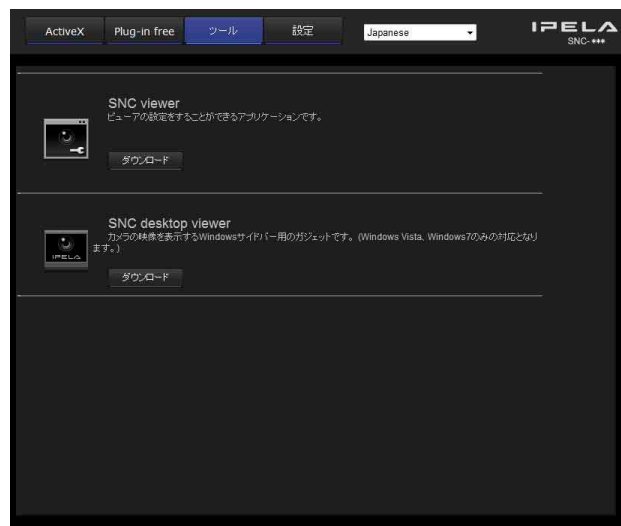 ActiveX Plug-in free ツール 設定 Japanese IPELA
SNC-***
SNC viewer
ビューアの設定をすることができるアプリケーションです。
ダウンロード
SNC desktop viewer
カメラの映像を表示するWindowsサイドバー用のガジェットです。(Windows Vista, Windows7のみの対応となり
ます。)
IPELA
ダウンロード